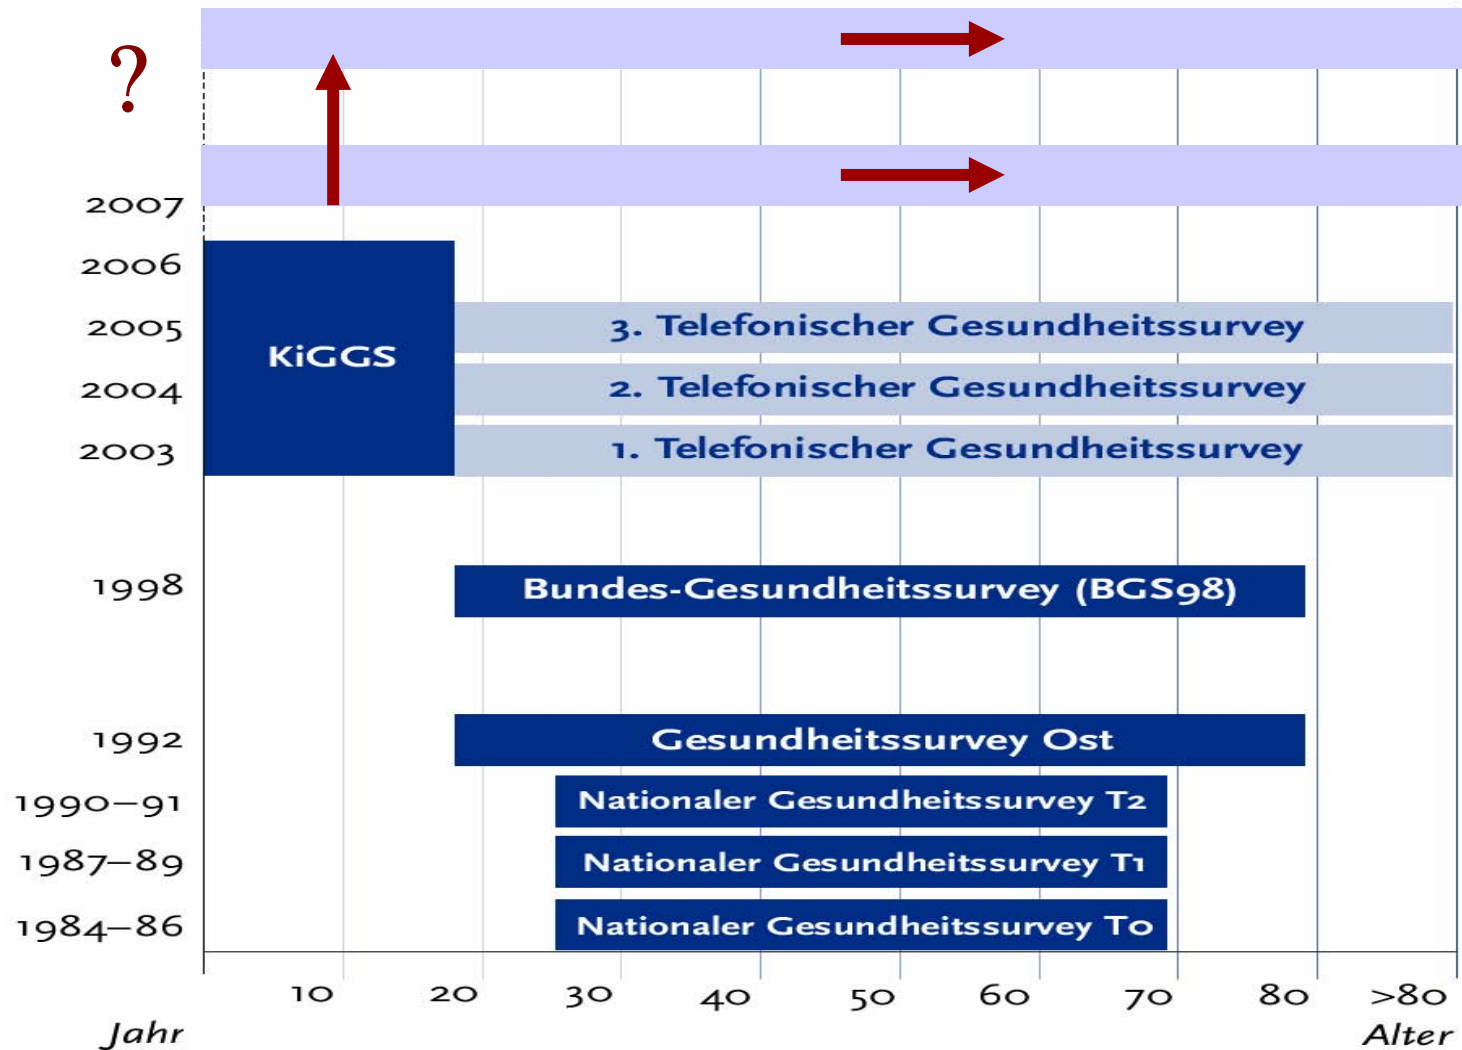 ?
2007
2006
2005
3. Telefonischer Gesundheitssurvey
KiGGS
2004
2. Telefonischer Gesundheitssurvey
2003
1. Telefonischer Gesundheitssurvey
1998
Bundes-Gesundheitssurvey (BGS98)
1992
Gesundheitssurvey Ost
1990–91
Nationaler Gesundheitssurvey T2
1987–89
Nationaler Gesundheitssurvey T1
1984–86
Nationaler Gesundheitssurvey T0
10 20 30 40 50 60 70 80 >80
Jahr
Alter